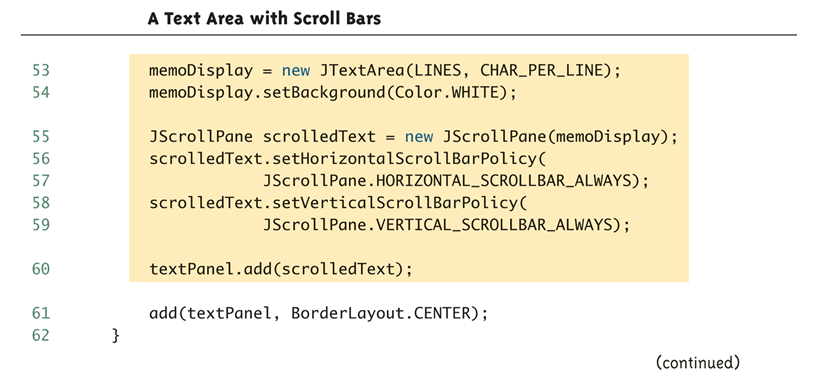 A Text Area with Scroll Bars
53 memoDisplay = new JTextArea(LINES, CHAR_PER_LINE);
54 memoDisplay.setBackground(Color.WHITE);
55 JScrollPane scrolledText = new JScrollPane(memoDisplay);
56 scrolledText.setHorizontalScrollBarPolicy(
57 JScrollPane.HORIZONTAL_SCROLLBAR_ALWAYS);
58 scrolledText.setVerticalScrollBarPolicy(
59 JScrollPane.VERTICAL_SCROLLBAR_ALWAYS);
60 textPanel.add(scrolledText);
61 add(textPanel, BorderLayout.CENTER);
62 }
(continued)